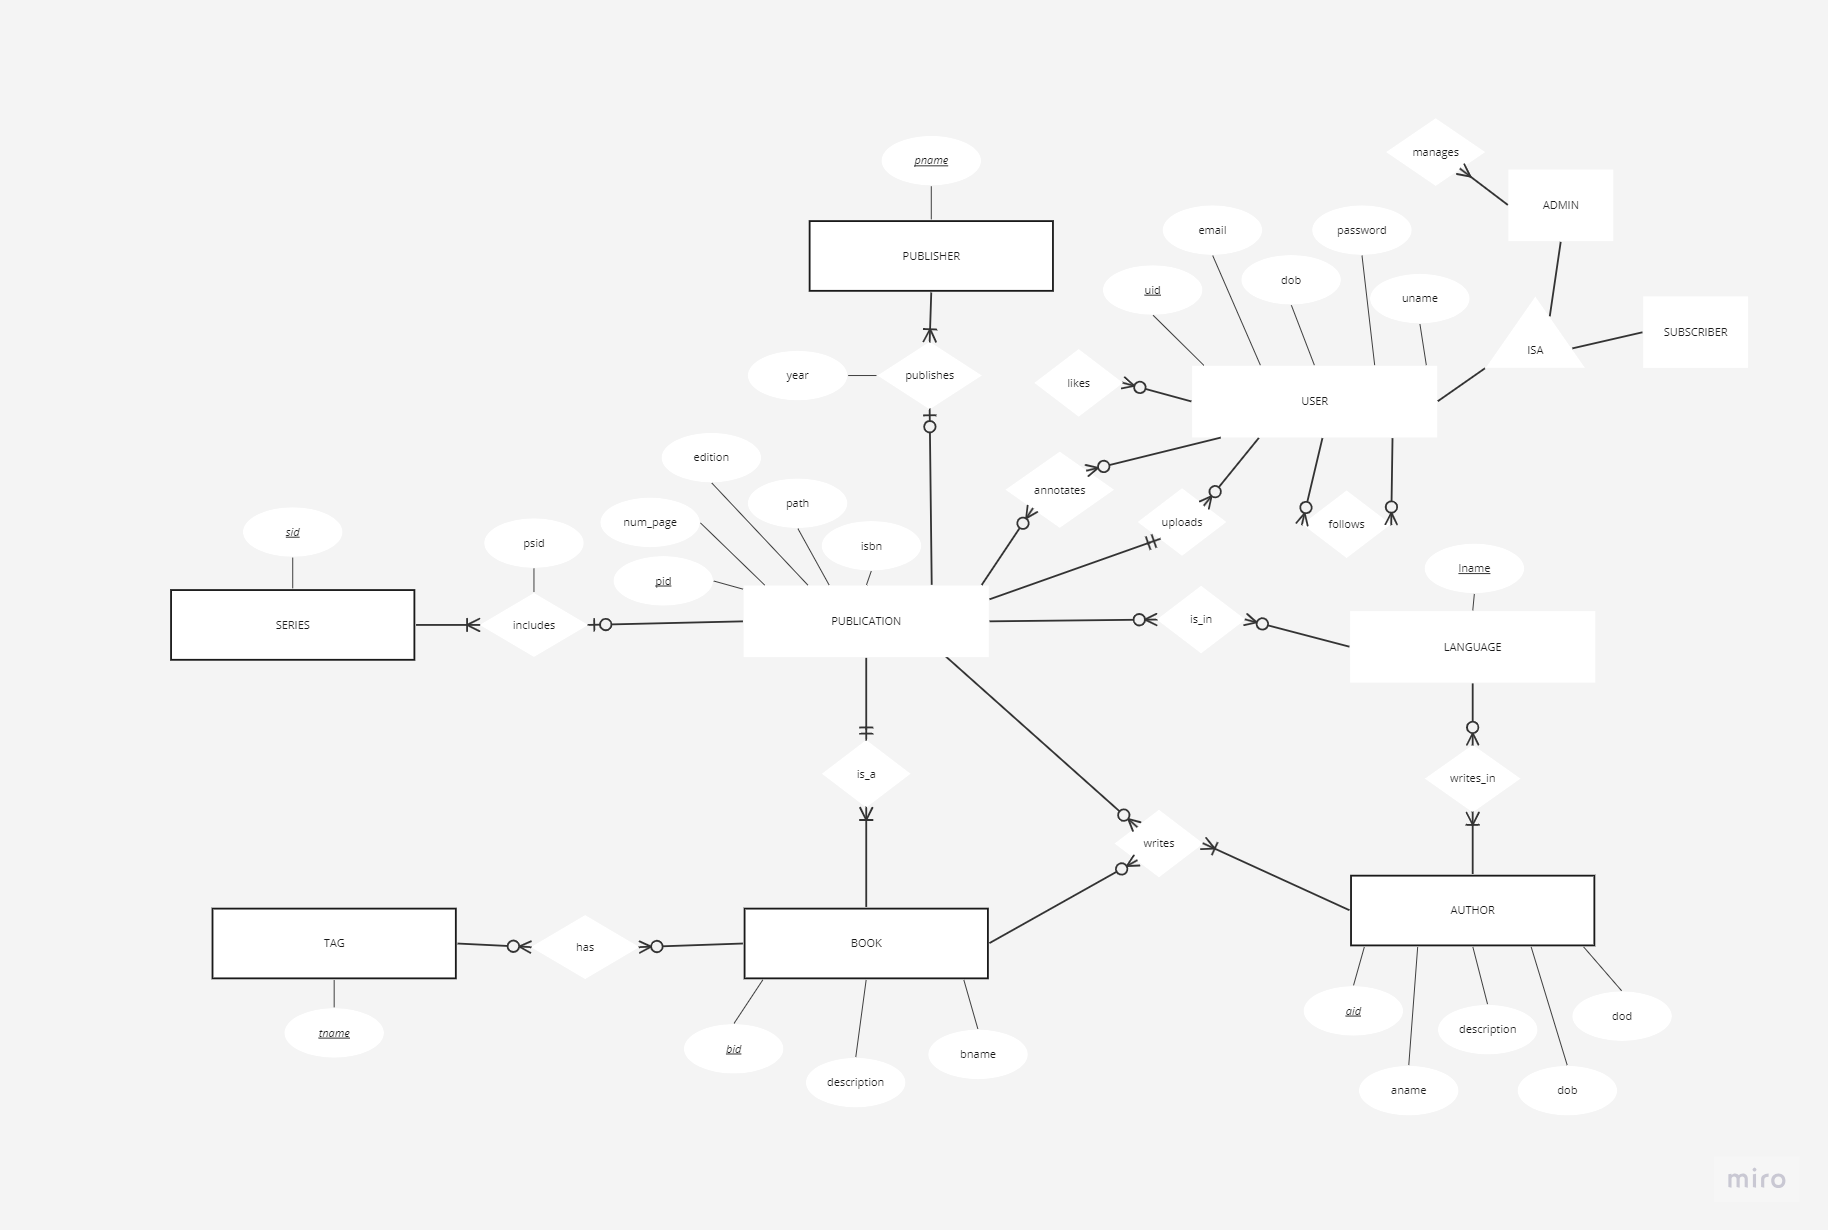 manages
pname
ADMIN
email
password
PUBLISHER
dob
uid
uname
SUBSCRIBER
ISA
year
publishes
likes
USER
edition
annotates
path
num_page
uploads
follows
sid
psid
isbn
lname
pid
SERIES
includes
PUBLICATION
is_in
LANGUAGE
is_a
writes_in
writes
AUTHOR
TAG
has
BOOK
aid
dod
description
tname
bid
bname
description
aname
dob
miro